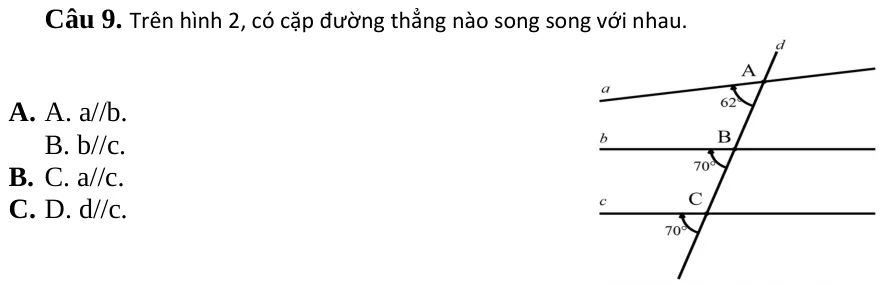 Câu 9. Trên hình 2, có cặp đường thẳng nào song song với nhau.
A. A. a//b.
B. b//c.
B. C. a//c.
C. D. d//c.
d
A
a
62°
b
B
70°
c
C
70°